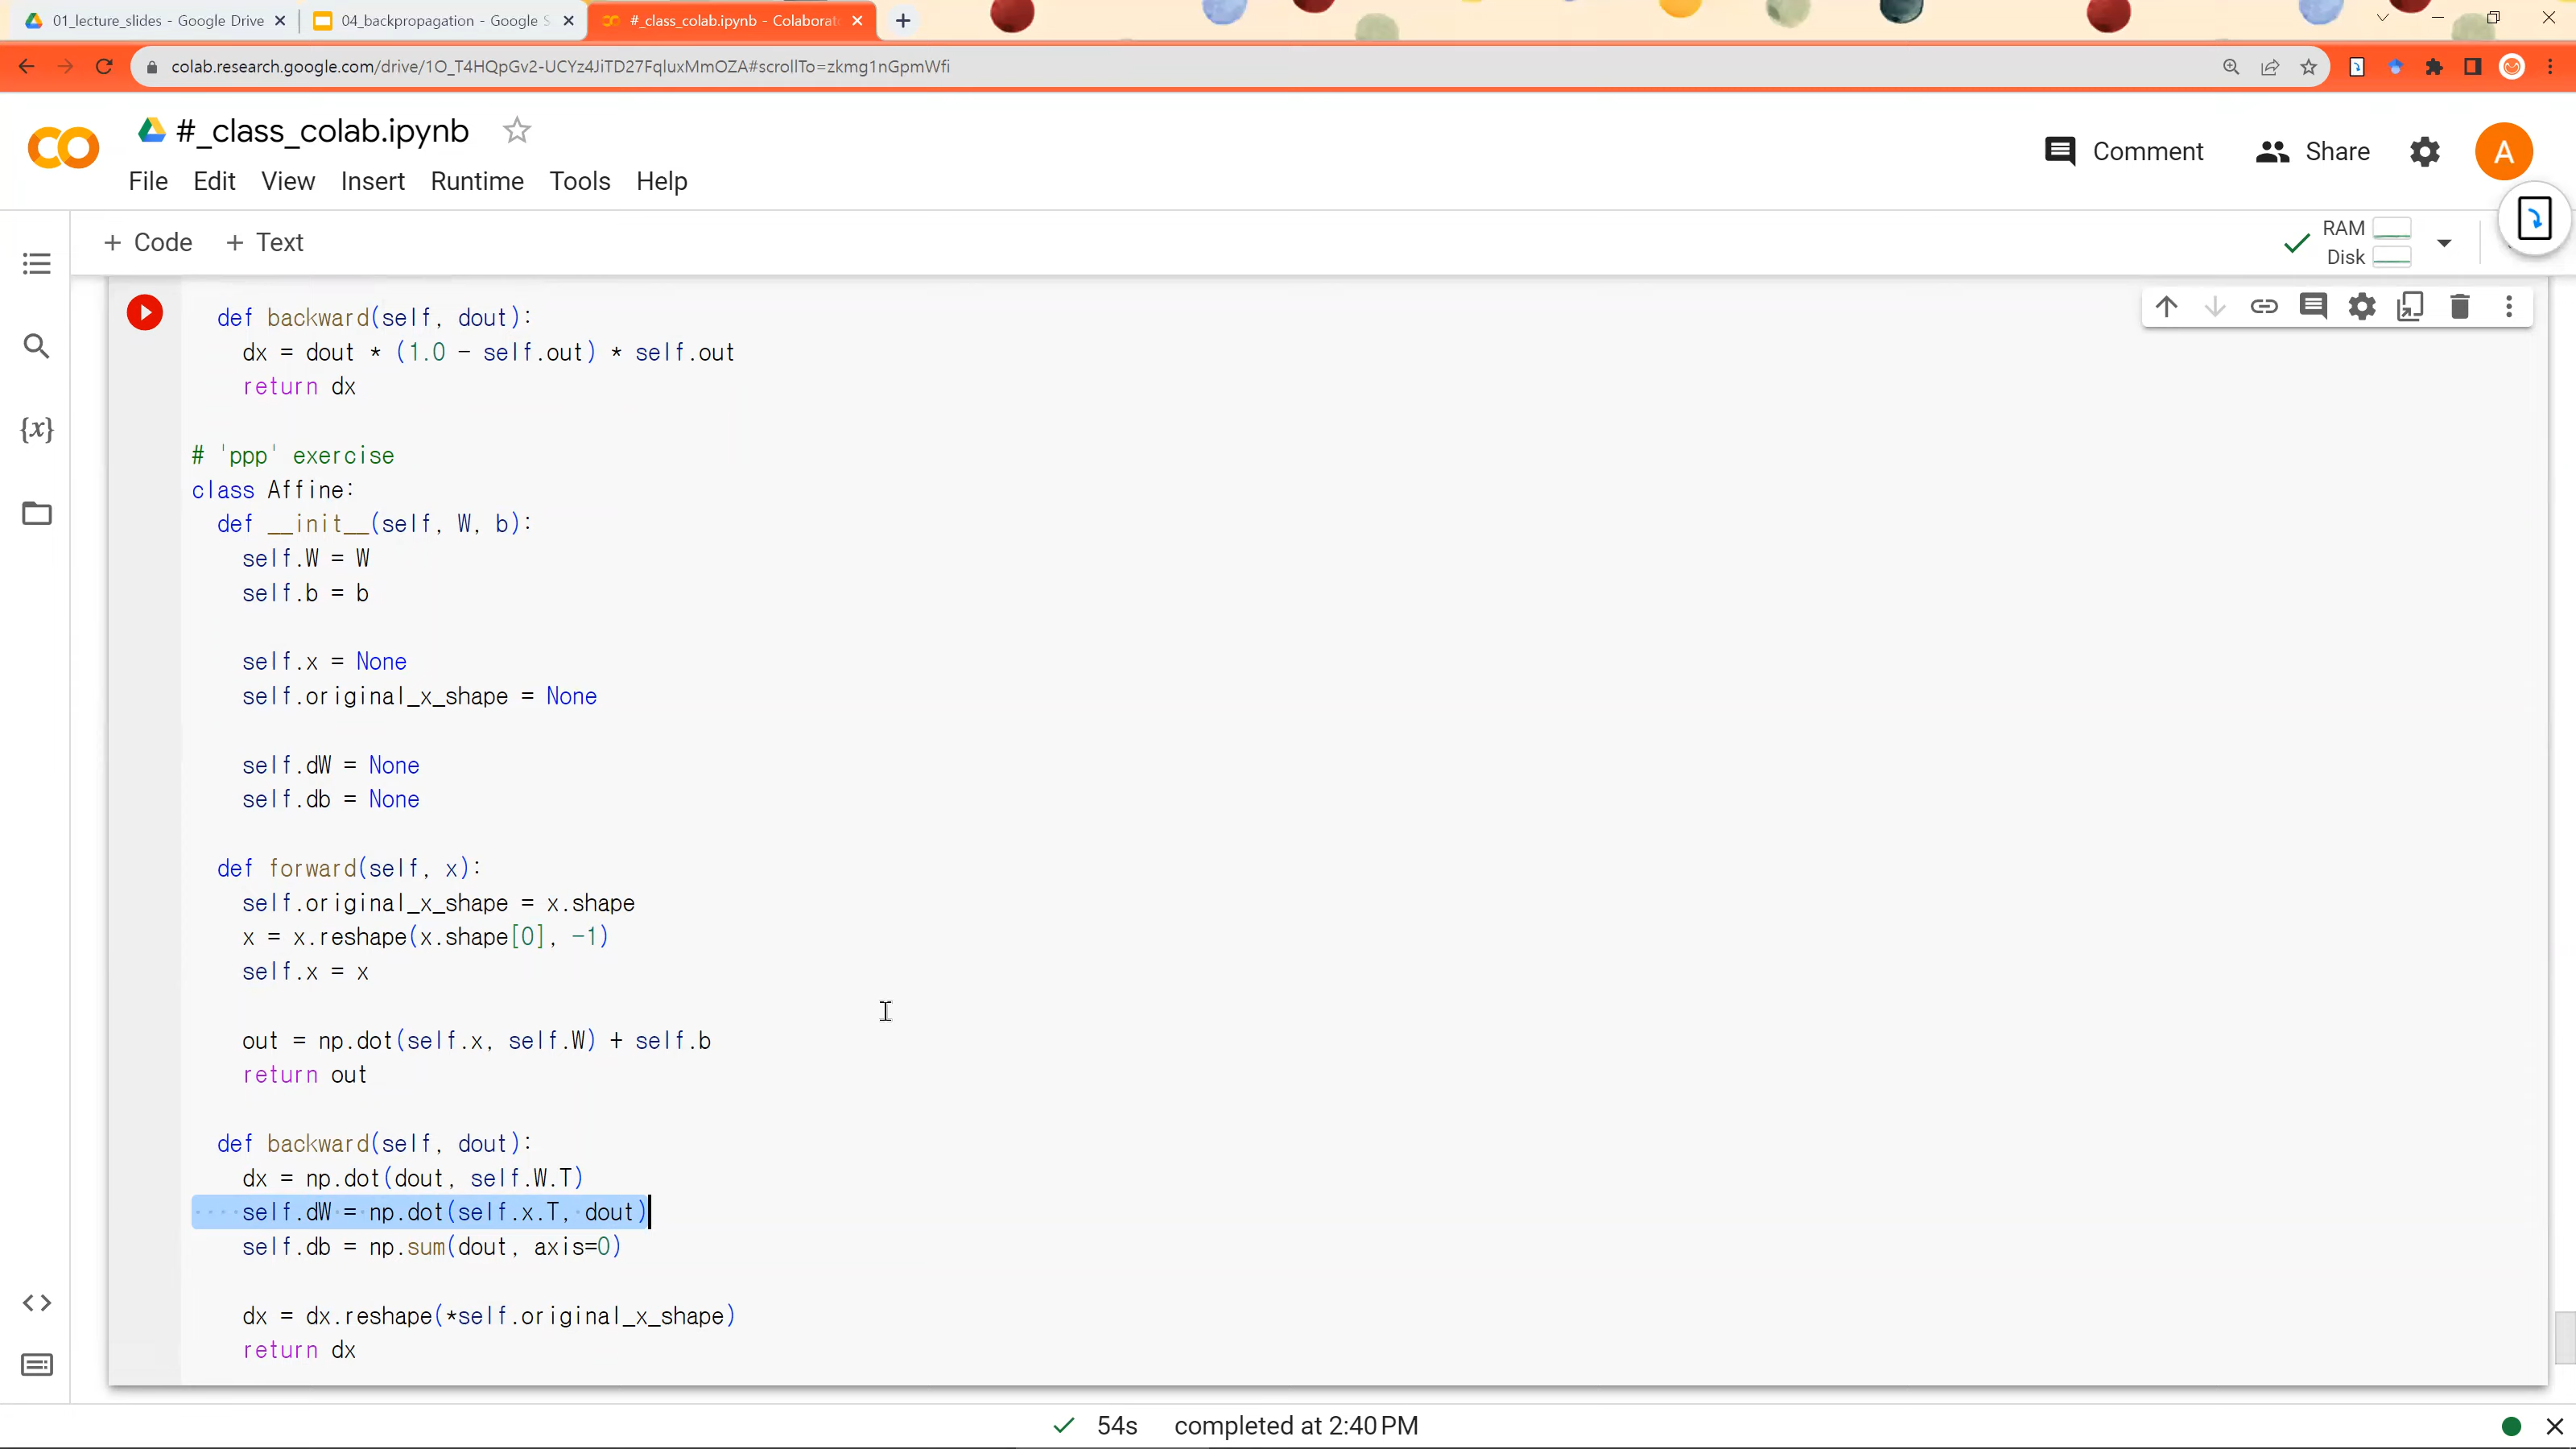 01_lecture_slides - Google Drive
04_backpropagation - Google S
#_class_colab.ipynb - Colaborat
colab.research.google.com/drive/1O_T4HQpGv2-UCYz4JiTD27FqluxMmOZA#scrollTo=zkmg1nGpmWfi
#_class_colab.ipynb
Comment
Share
A
File Edit View Insert Runtime Tools Help
+ Code + Text
RAM
Disk
{x}
def backward(self, dout):
dx = dout * (1.0 - self.out) * self.out
return dx
# 'ppp' exercise
class Affine:
def __init__(self, W, b):
self.W = W
self.b = b
self.x = None
self.original_x_shape = None
self.dW = None
self.db = None
def forward(self, x):
self.original_x_shape = x.shape
x = x.reshape(x.shape[0], -1)
self.x = x
out = np.dot(self.x, self.W) + self.b
return out
def backward(self, dout):
dx = np.dot(dout, self.W.T)
self.dW = np.dot(self.x.T, dout)
self.db = np.sum(dout, axis=0)
dx = dx.reshape(*self.original_x_shape)
return dx
54s completed at 2:40 PM